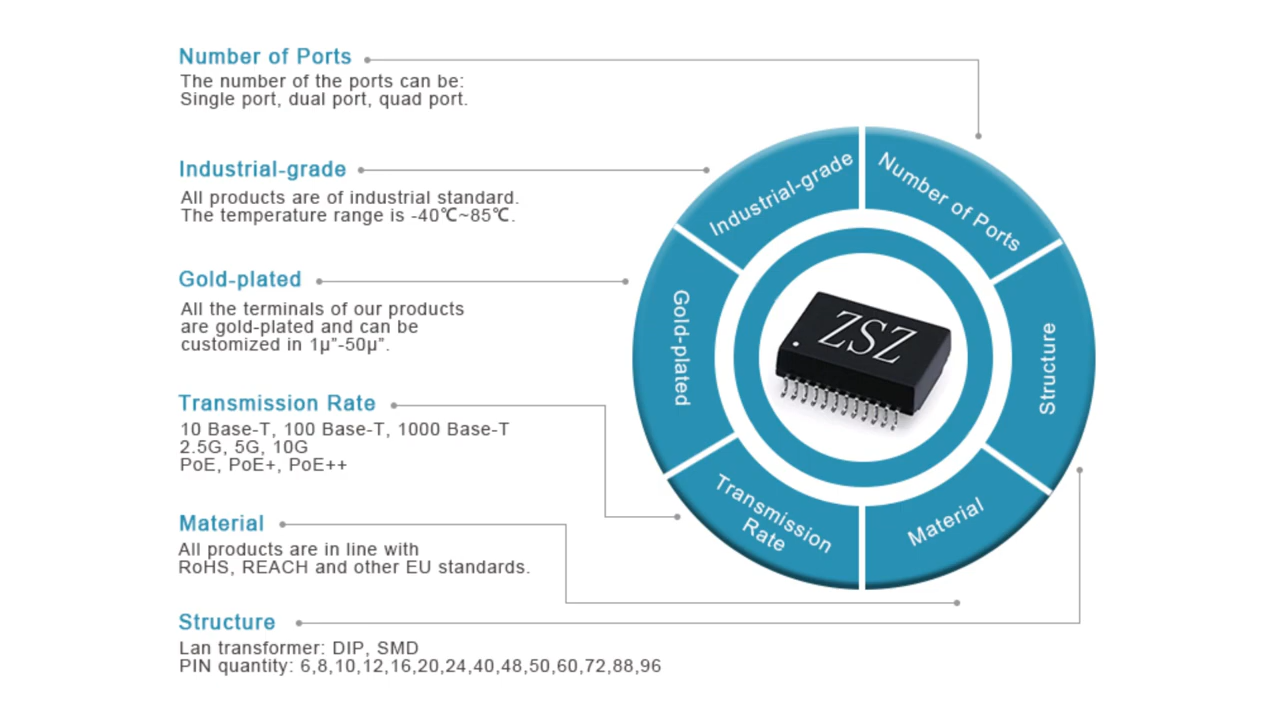 Number of Ports
The number of the ports can be:
Single port, dual port, quad port.
Industrial-grade
All products are of industrial standard.
The temperature range is -40℃~85℃.
Gold-plated
All the terminals of our products
are gold-plated and can be
customized in 1µ”-50µ”.
Transmission Rate
10 Base-T, 100 Base-T, 1000 Base-T
2.5G, 5G, 10G
PoE, PoE+, PoE++
Material
All products are in line with
RoHS, REACH and other EU standards.
Structure
Lan transformer: DIP, SMD
PIN quantity: 6,8,10,12,16,20,24,40,48,50,60,72,88,96
Industrial-grade
Number of Ports
Gold-plated
ZSZ
Structure
Transmission
Rate
Material